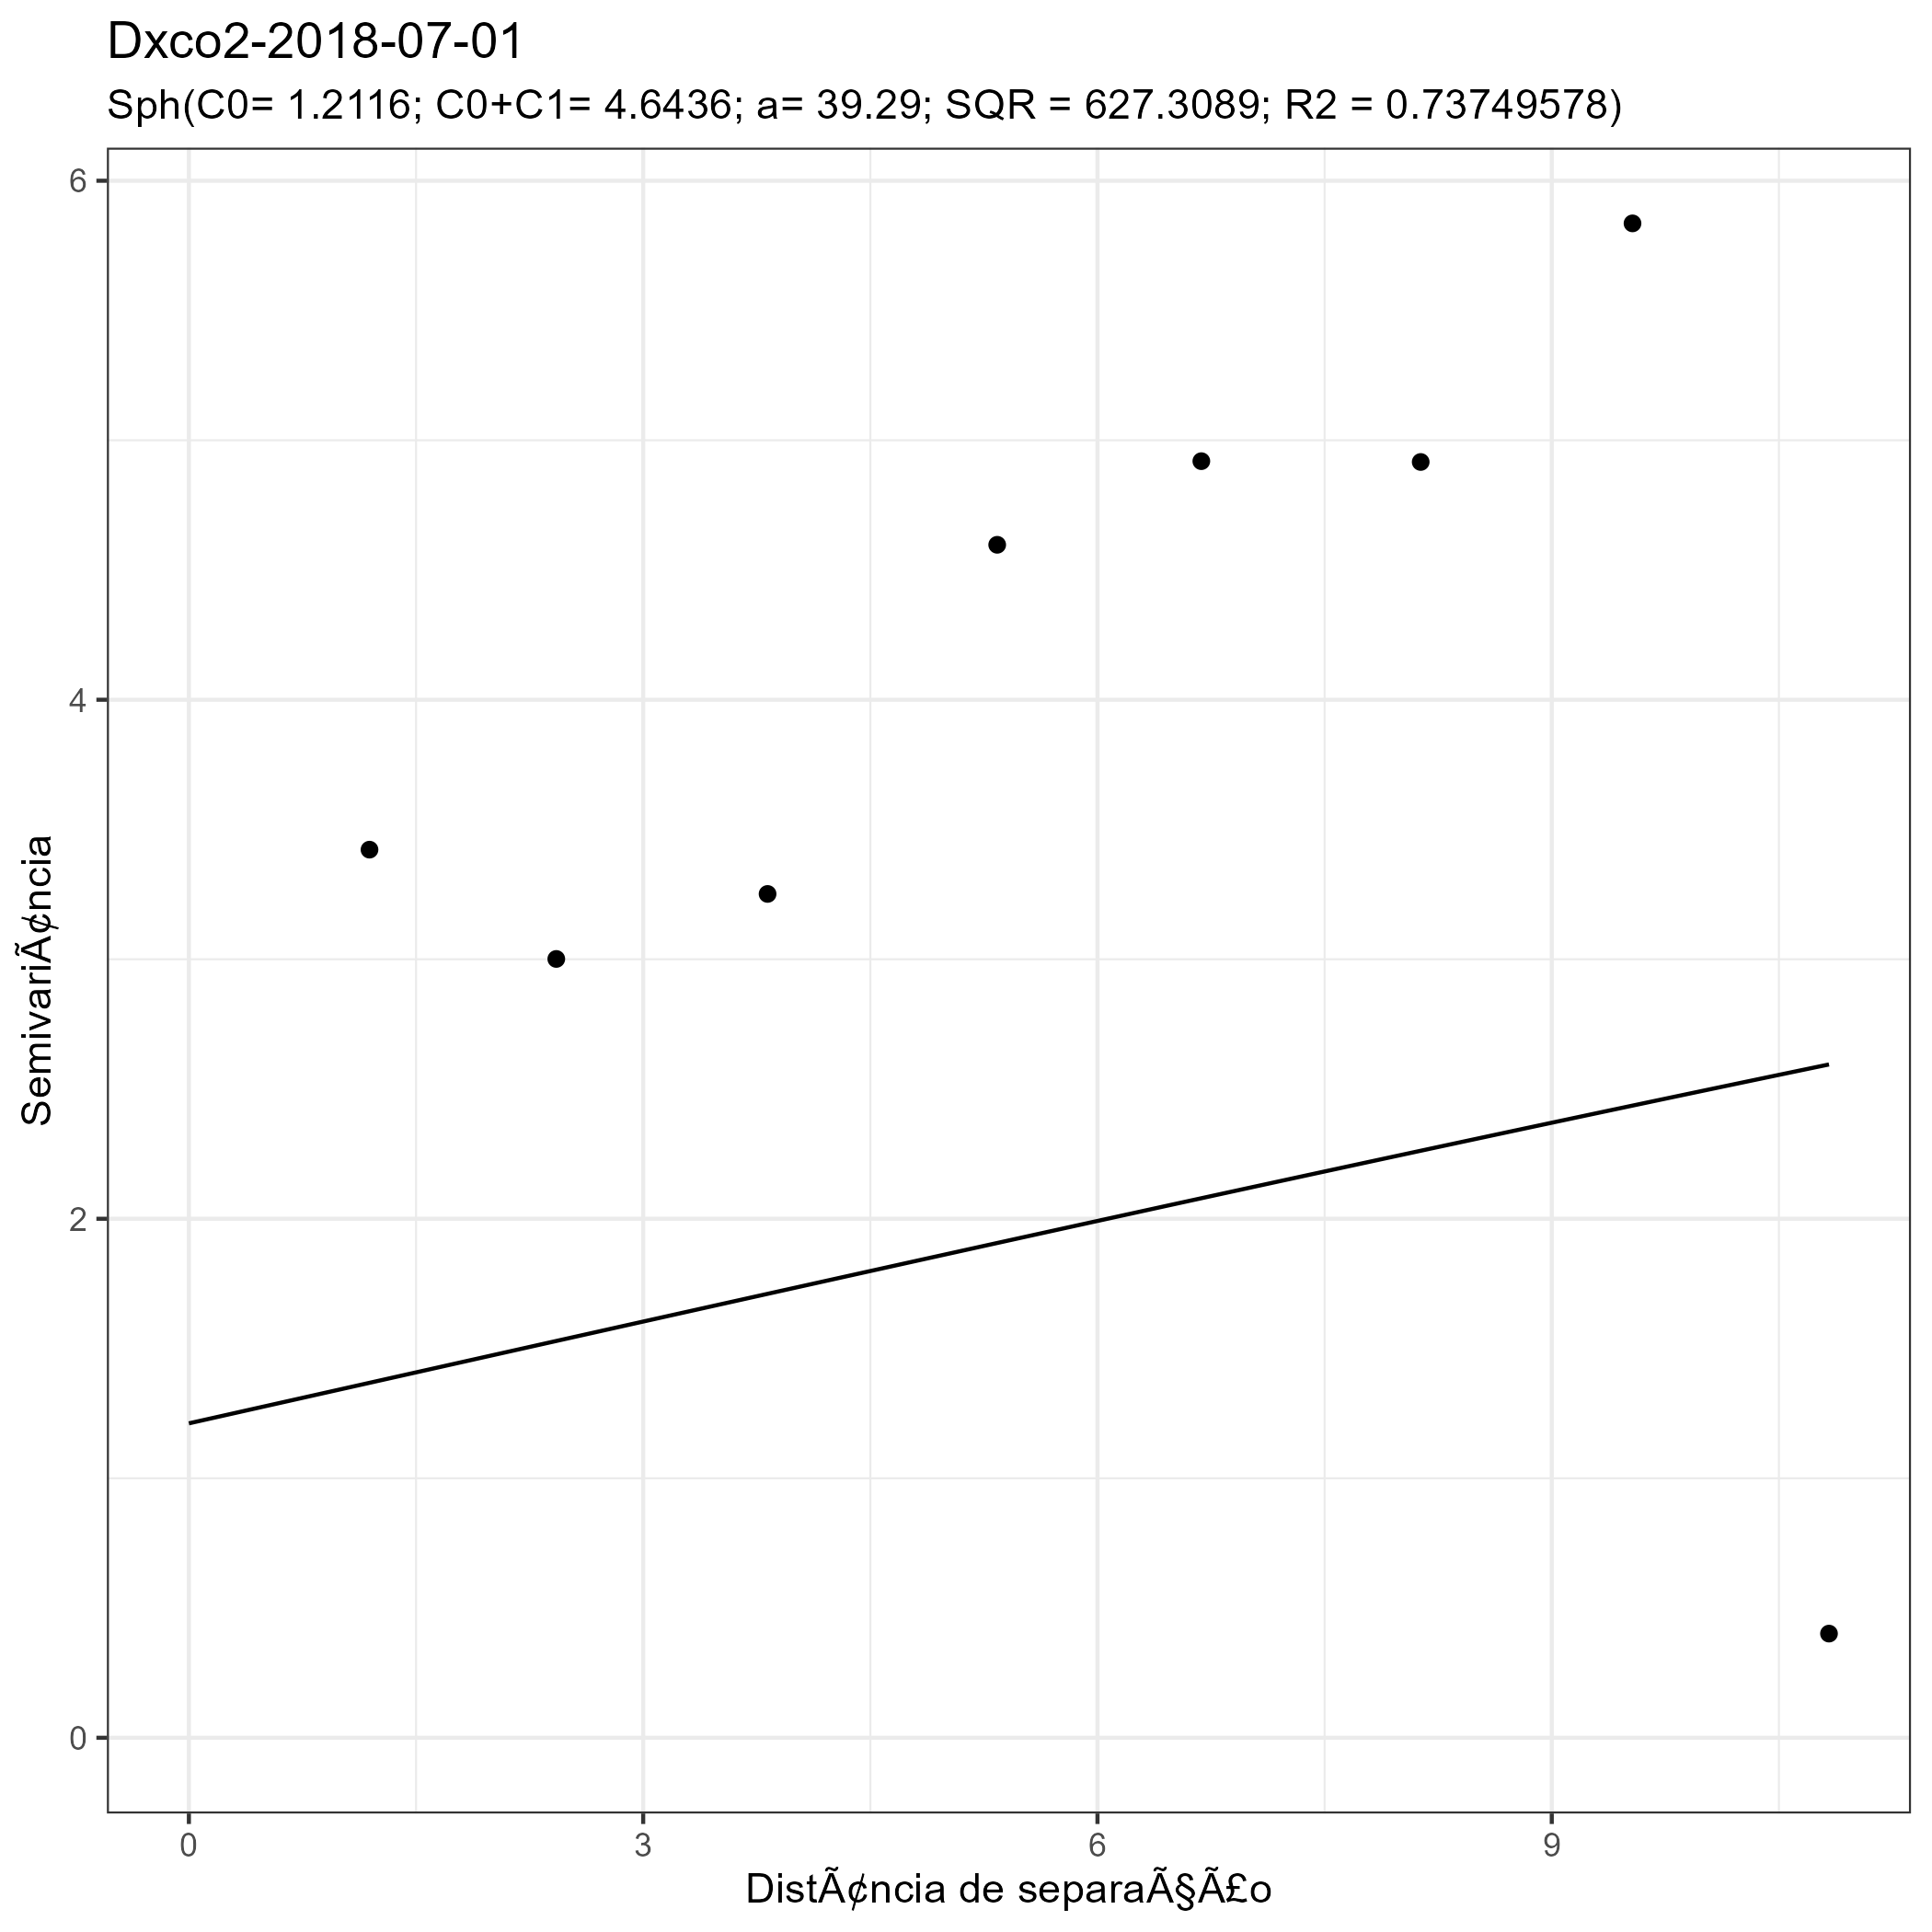 Dxco2-2018-07-01
Sph(C0= 1.2116; C0+C1= 4.6436; a= 39.29; SQR = 627.3089; R2 = 0.73749578)
6
4
2
0
SemivariÃ¢ncia
0 3 6 9
DistÃ¢ncia de separaÃ§Ã£o